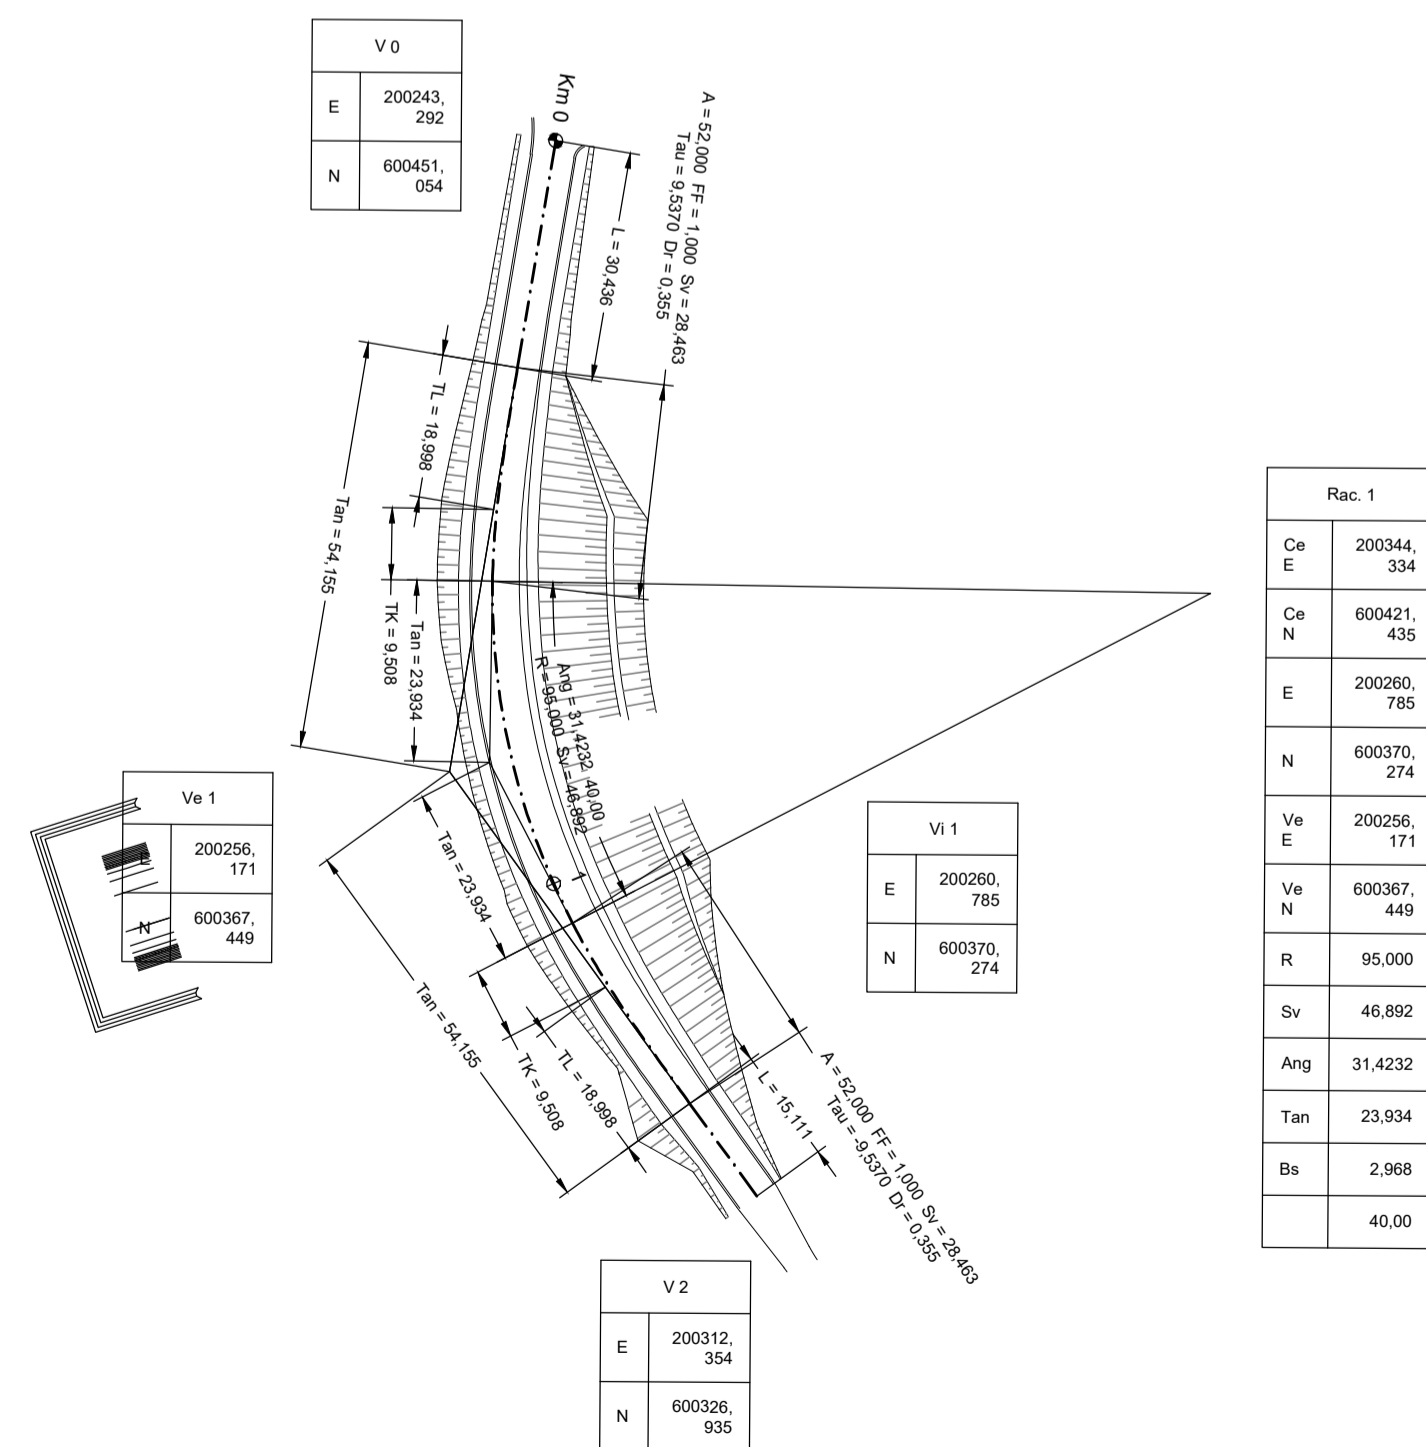 V 0
E 200243,
292
N 600451,
054
Km 0
A = 52,000 FF = 1,000 Sv = 28,463
Tau = 9,5370 Dr = 0,355
L = 30,436
TL = 18,998
Tan = 54,155
TK = 9,508
Tan = 23,934
Ang = 31,4232 40,00
R = 95,000 Sv = 46,892
1
Ve 1
E 200256,
171
N 600367,
449
Tan = 23,934
Tan = 54,155
TK = 9,508
TL = 18,998
L = 15,111
A = 52,000 FF = 1,000 Sv = 28,463
Tau = -9,5370 Dr = 0,355
Vi 1
E 200260,
785
N 600370,
274
V 2
E 200312,
354
N 600326,
935
Rac. 1
Ce 200344,
E 334
Ce 600421,
N 435
E 200260,
785
N 600370,
274
Ve 200256,
E 171
Ve 600367,
N 449
R 95,000
Sv 46,892
Ang 31,4232
Tan 23,934
Bs 2,968
40,00